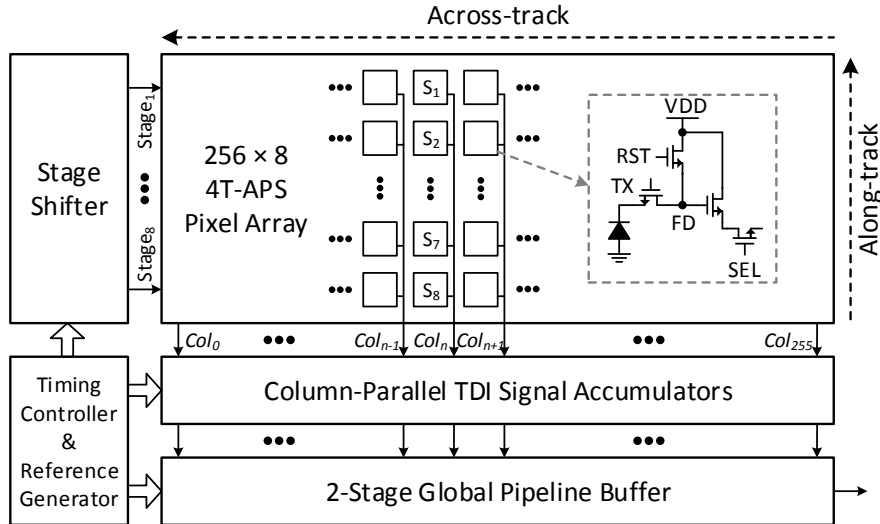 Across-track
Along-track
Stage
Shifter
Stage₁
Stage₈
256 × 8
4T-APS
Pixel Array
S₁
S₂
S₇
S₈
VDD
RST
TX
FD
SEL
Col₀
Colₙ₋₁
Colₙ
Colₙ₊₁
Col₂₅₅
Timing
Controller
&
Reference
Generator
Column-Parallel TDI Signal Accumulators
2-Stage Global Pipeline Buffer